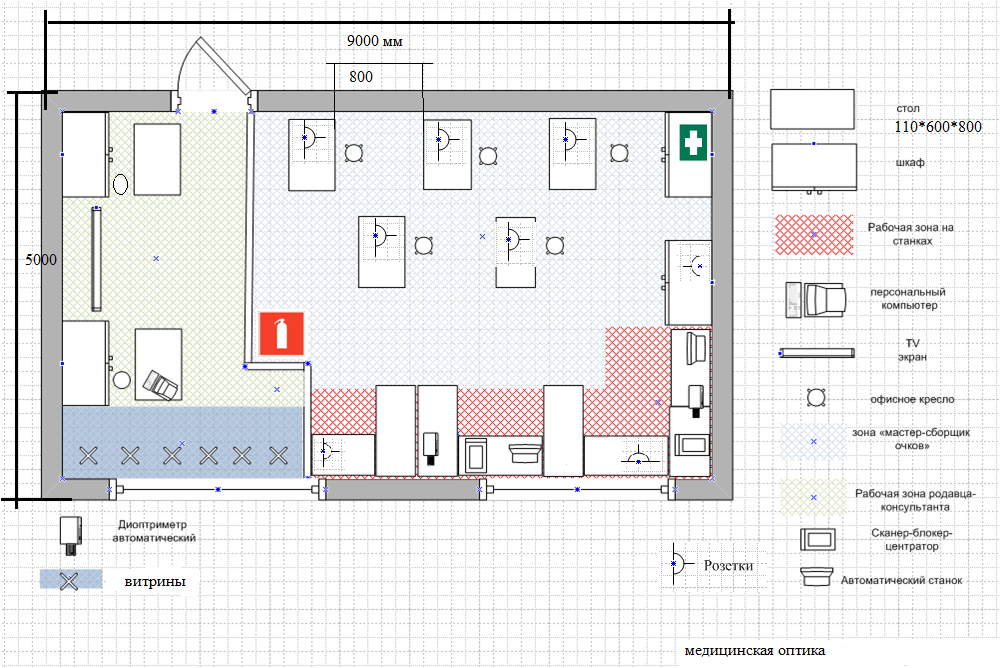 9000 мм
800
5000
стол
110*600*800
шкаф
Рабочая зона на
станках
персональный
компьютер
TV
экран
офисное кресло
зона «мастер-сборщик
очков»
Рабочая зона родавца-
консультанта
Сканер-блокер-
центратор
Автоматический станок
Диоптриметр
автоматический
витрины
Розетки
медицинская оптика